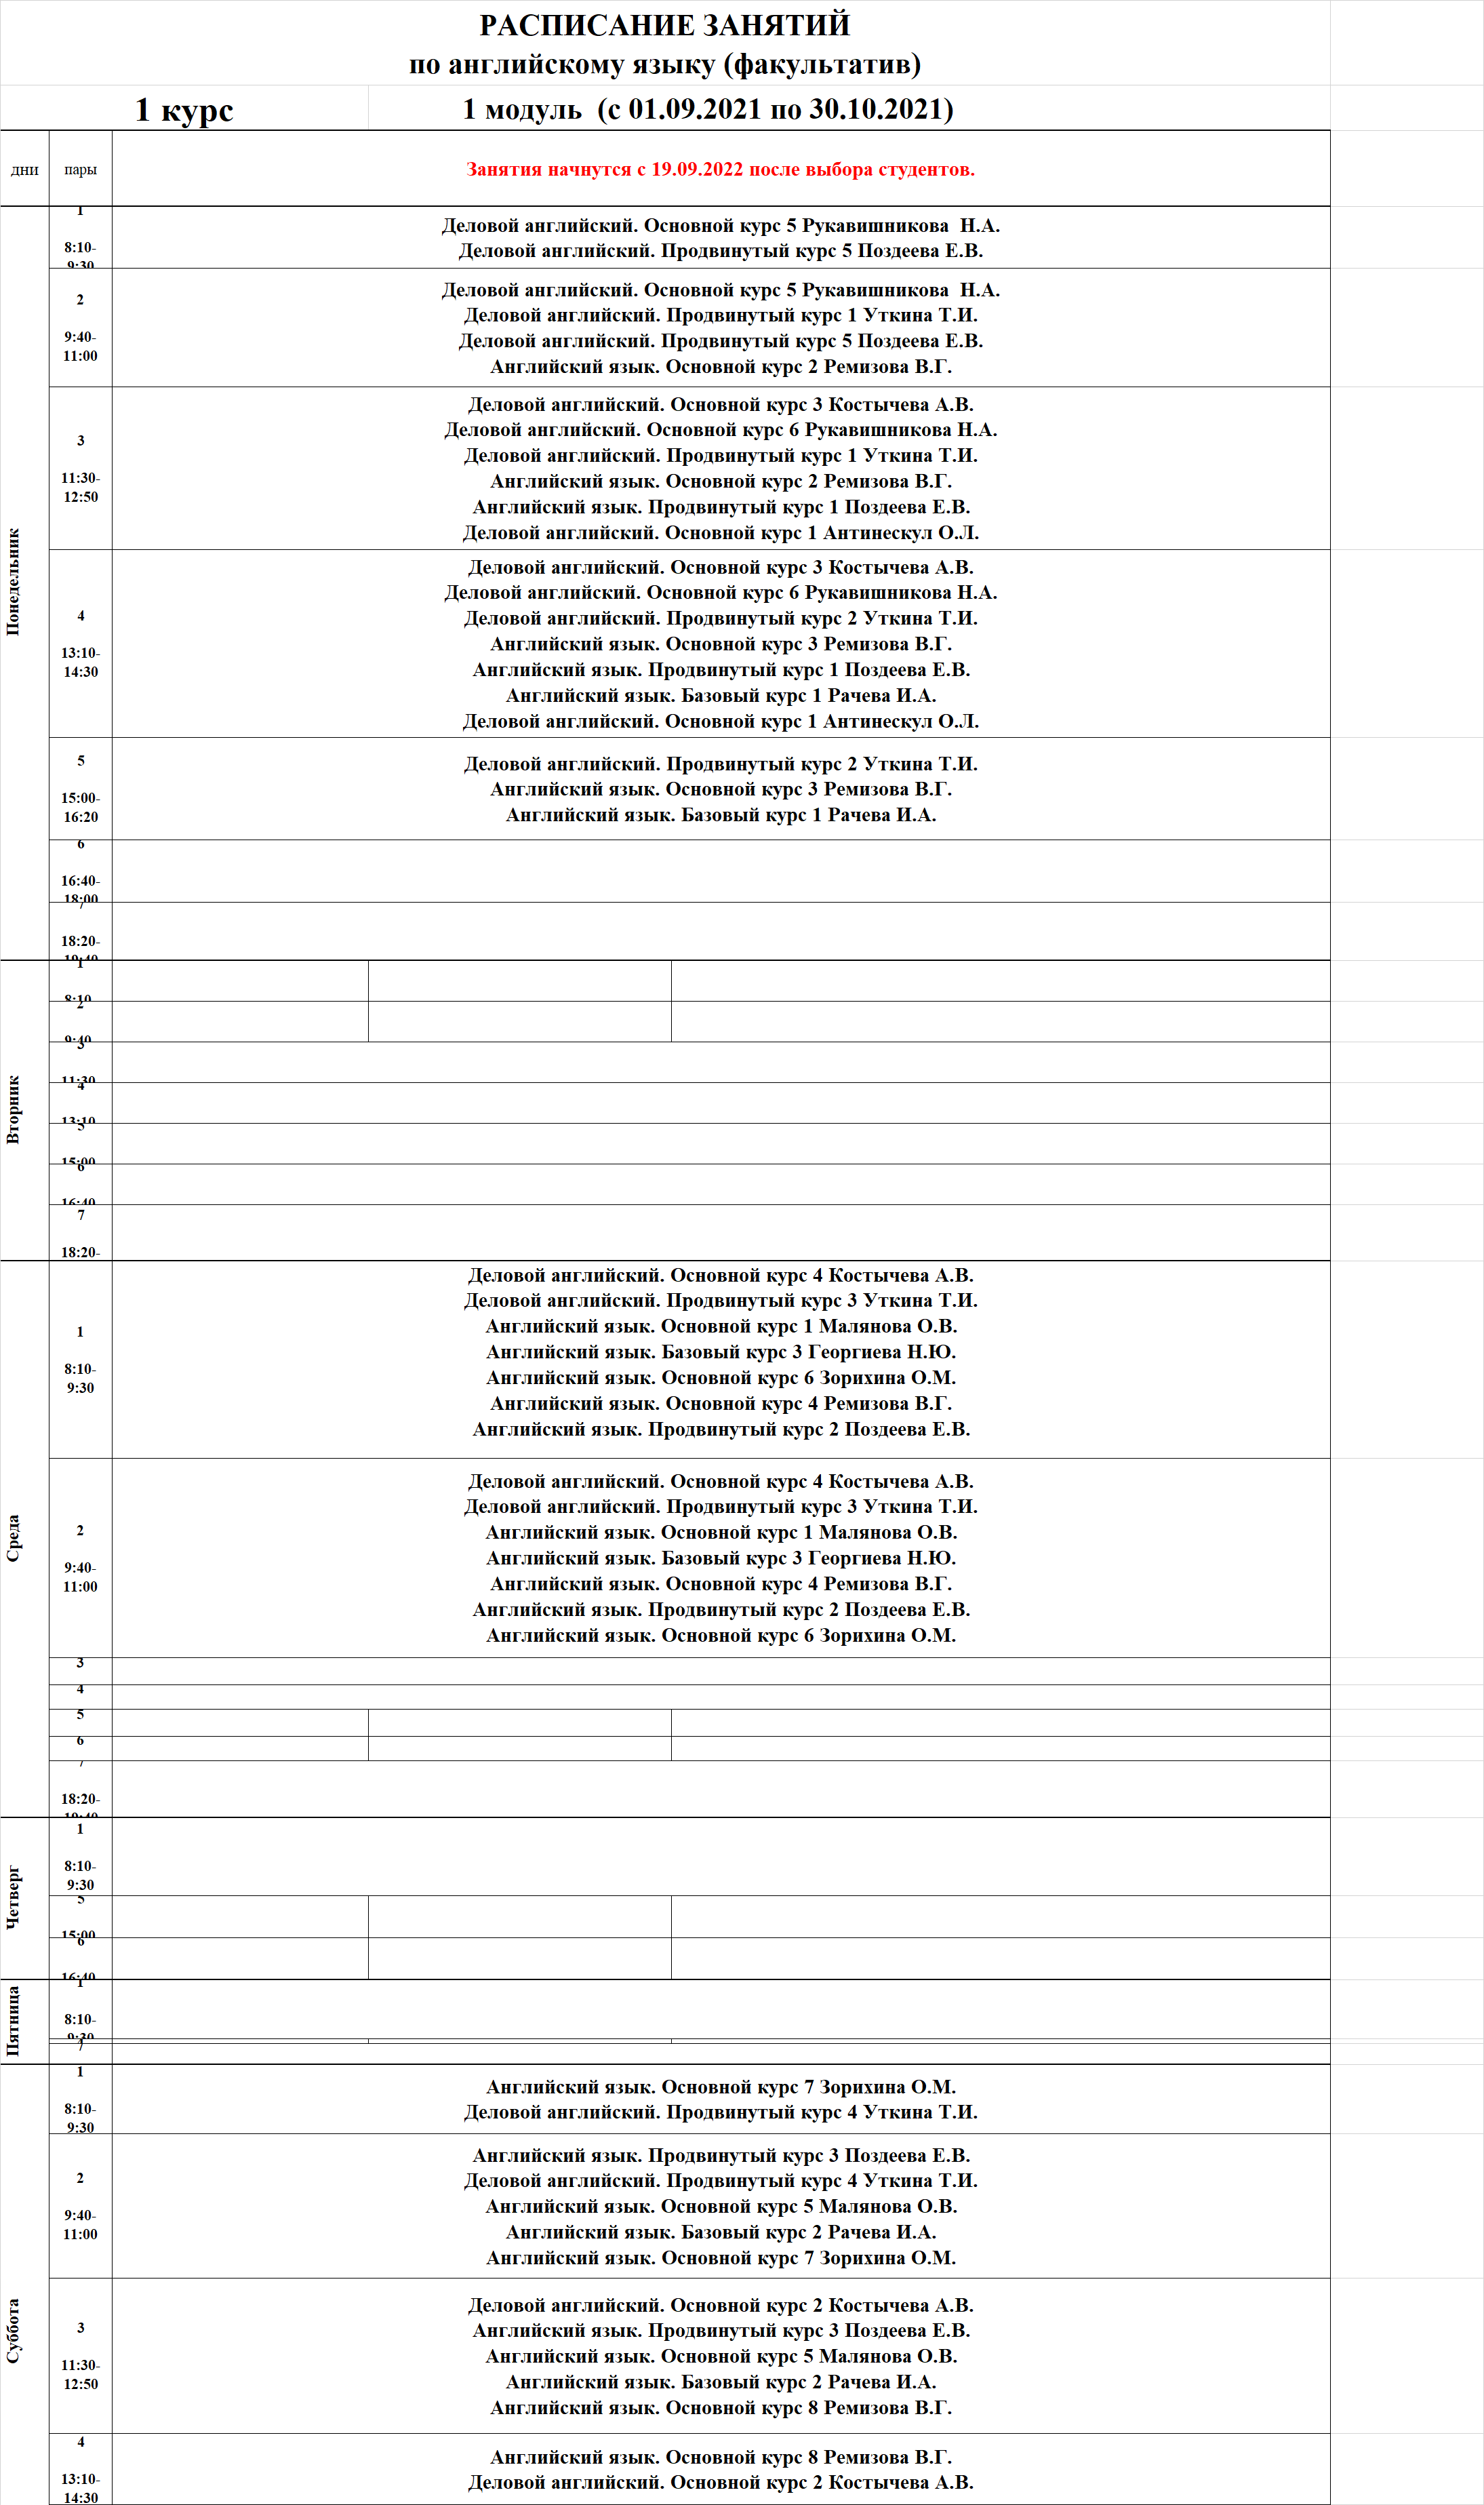 РАСПИСАНИЕ ЗАНЯТИЙ
по английскому языку (факультатив)
1 курс
1 модуль (с 01.09.2021 по 30.10.2021)
дни
пары
Занятия начнутся с 19.09.2022 после выбора студентов.
Понедельник
1
8:10-
9:30
Деловой английский. Основной курс 5 Рукавишникова Н.А.
Деловой английский. Продвинутый курс 5 Поздеева Е.В.
2
9:40-
11:00
Деловой английский. Основной курс 5 Рукавишникова Н.А.
Деловой английский. Продвинутый курс 1 Уткина Т.И.
Деловой английский. Продвинутый курс 5 Поздеева Е.В.
Английский язык. Основной курс 2 Ремизова В.Г.
3
11:30-
12:50
Деловой английский. Основной курс 3 Костычева А.В.
Деловой английский. Основной курс 6 Рукавишникова Н.А.
Деловой английский. Продвинутый курс 1 Уткина Т.И.
Английский язык. Основной курс 2 Ремизова В.Г.
Английский язык. Продвинутый курс 1 Поздеева Е.В.
Деловой английский. Основной курс 1 Антинескул О.Л.
4
13:10-
14:30
Деловой английский. Основной курс 3 Костычева А.В.
Деловой английский. Основной курс 6 Рукавишникова Н.А.
Деловой английский. Продвинутый курс 2 Уткина Т.И.
Английский язык. Основной курс 3 Ремизова В.Г.
Английский язык. Продвинутый курс 1 Поздеева Е.В.
Английский язык. Базовый курс 1 Рачева И.А.
Деловой английский. Основной курс 1 Антинескул О.Л.
5
15:00-
16:20
Деловой английский. Продвинутый курс 2 Уткина Т.И.
Английский язык. Основной курс 3 Ремизова В.Г.
Английский язык. Базовый курс 1 Рачева И.А.
6
16:40-
18:00
7
18:20-
19:40
Вторник
1
8:10-
2
9:40-
3
11:30-
4
13:10-
5
15:00-
6
16:40-
7
18:20-
Среда
1
8:10-
9:30
Деловой английский. Основной курс 4 Костычева А.В.
Деловой английский. Продвинутый курс 3 Уткина Т.И.
Английский язык. Основной курс 1 Малянова О.В.
Английский язык. Базовый курс 3 Георгиева Н.Ю.
Английский язык. Основной курс 6 Зорихина О.М.
Английский язык. Основной курс 4 Ремизова В.Г.
Английский язык. Продвинутый курс 2 Поздеева Е.В.
2
9:40-
11:00
Деловой английский. Основной курс 4 Костычева А.В.
Деловой английский. Продвинутый курс 3 Уткина Т.И.
Английский язык. Основной курс 1 Малянова О.В.
Английский язык. Базовый курс 3 Георгиева Н.Ю.
Английский язык. Основной курс 4 Ремизова В.Г.
Английский язык. Продвинутый курс 2 Поздеева Е.В.
Английский язык. Основной курс 6 Зорихина О.М.
3
4
5
6
7
18:20-
19:40
Четверг
1
8:10-
9:30
5
15:00
6
16:40
Пятница
1
8:10-
9:30
7
Суббота
1
8:10-
9:30
Английский язык. Основной курс 7 Зорихина О.М.
Деловой английский. Продвинутый курс 4 Уткина Т.И.
2
9:40-
11:00
Английский язык. Продвинутый курс 3 Поздеева Е.В.
Деловой английский. Продвинутый курс 4 Уткина Т.И.
Английский язык. Основной курс 5 Малянова О.В.
Английский язык. Базовый курс 2 Рачева И.А.
Английский язык. Основной курс 7 Зорихина О.М.
3
11:30-
12:50
Деловой английский. Основной курс 2 Костычева А.В.
Английский язык. Продвинутый курс 3 Поздеева Е.В.
Английский язык. Основной курс 5 Малянова О.В.
Английский язык. Базовый курс 2 Рачева И.А.
Английский язык. Основной курс 8 Ремизова В.Г.
4
13:10-
14:30
Английский язык. Основной курс 8 Ремизова В.Г.
Деловой английский. Основной курс 2 Костычева А.В.